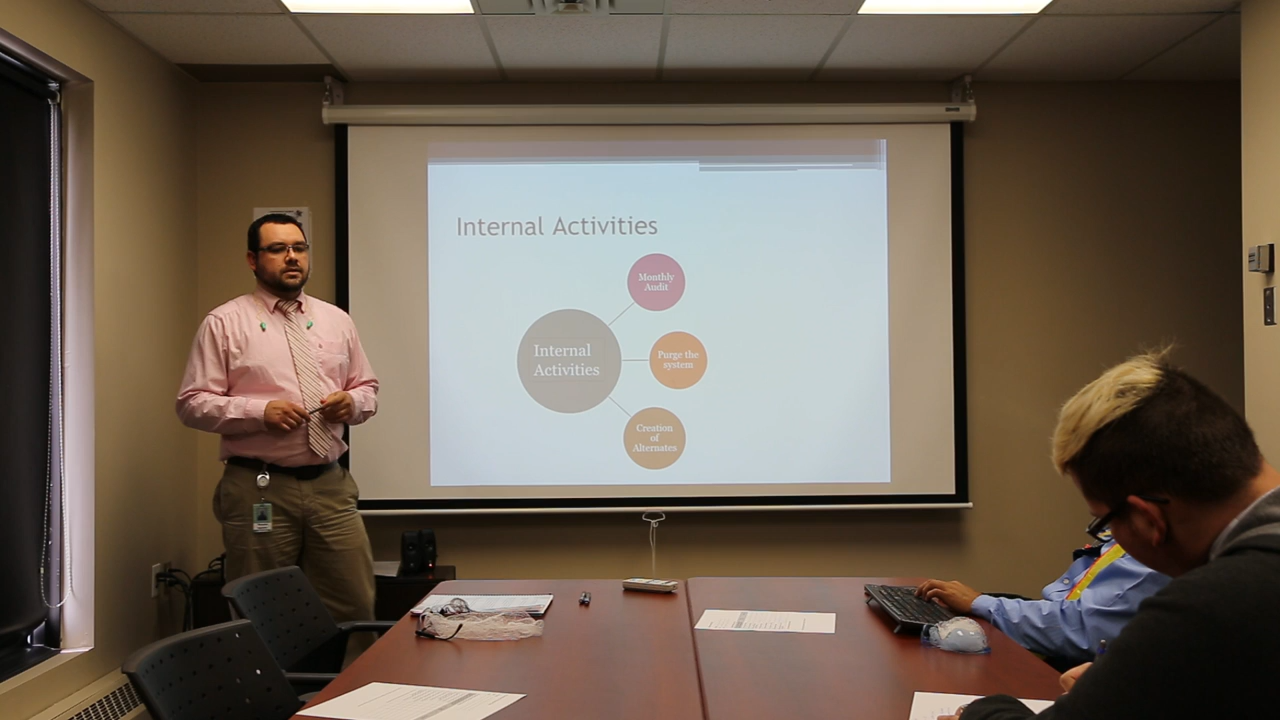 Internal Activities
Monthly
Audit
Internal
Activities
Purge the
system
Creation
of
Alternates